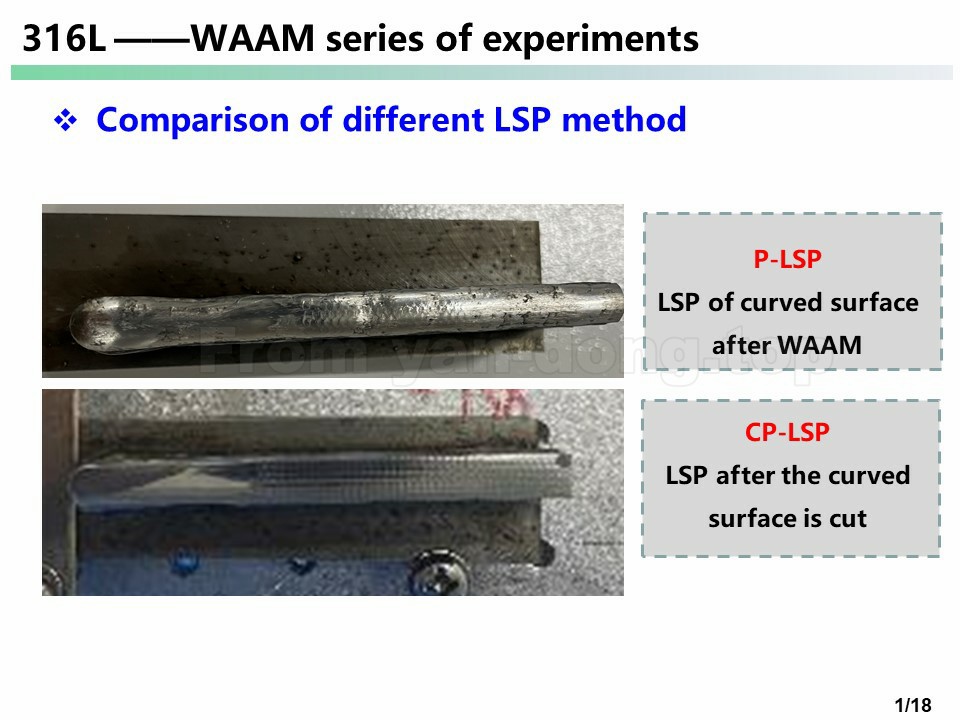 316L ——WAAM series of experiments
❖ Comparison of different LSP method
P-LSP
LSP of curved surface
after WAAM
From yan-dong.top
CP-LSP
LSP after the curved
surface is cut
1/18